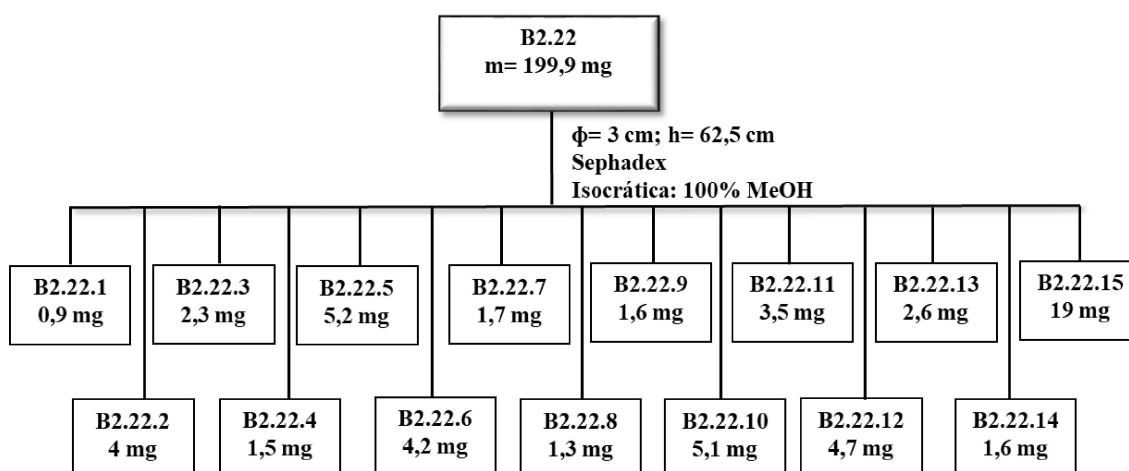 B2.22
m= 199,9 mg
ϕ= 3 cm; h= 62,5 cm
Sephadex
Isocrática: 100% MeOH
B2.22.1
0,9 mg
B2.22.3
2,3 mg
B2.22.5
5,2 mg
B2.22.7
1,7 mg
B2.22.9
1,6 mg
B2.22.11
3,5 mg
B2.22.13
2,6 mg
B2.22.15
19 mg
B2.22.2
4 mg
B2.22.4
1,5 mg
B2.22.6
4,2 mg
B2.22.8
1,3 mg
B2.22.10
5,1 mg
B2.22.12
4,7 mg
B2.22.14
1,6 mg